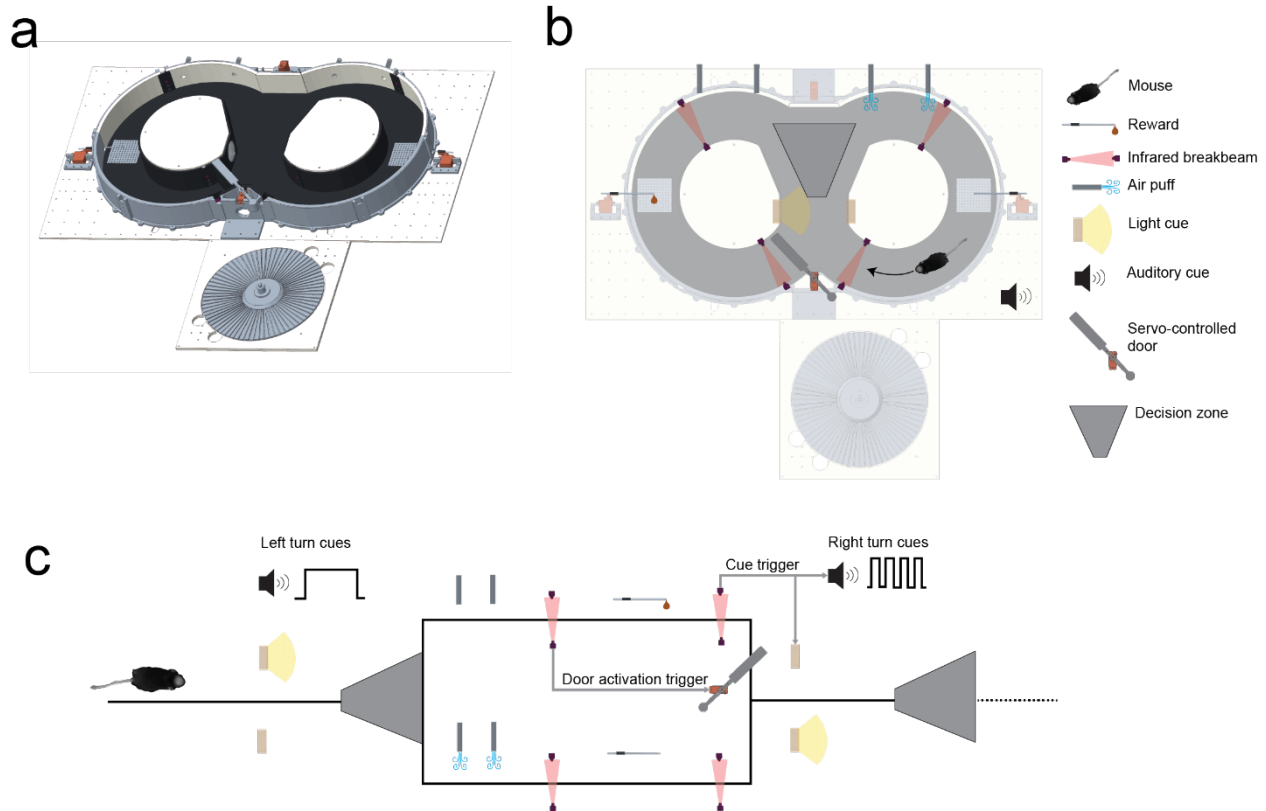 a
b
Mouse
Reward
Infrared breakbeam
Air puff
Light cue
Auditory cue
Servo-controlled
door
Decision zone
c
Left turn cues
Right turn cues
Cue trigger
Door activation trigger